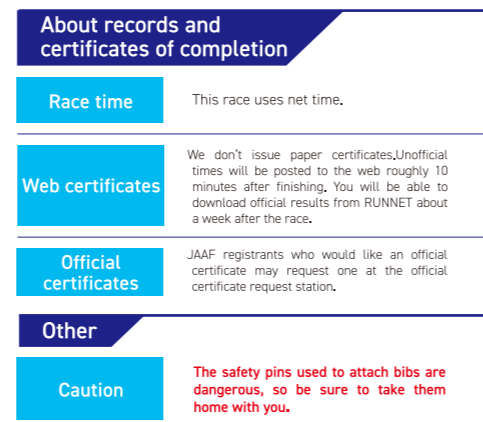 About records and
certificates of completion
Race time
This race uses net time.
Web certificates
We don't issue paper certificates.Unofficial
times will be posted to the web roughly 10
minutes after finishing. You will be able to
download official results from RUNNET about
a week after the race.
Official
certificates
JAAF registrants who would like an official
certificate may request one at the official
certificate request station.
Other
Caution
The safety pins used to attach bibs are
dangerous, so be sure to take them
home with you.